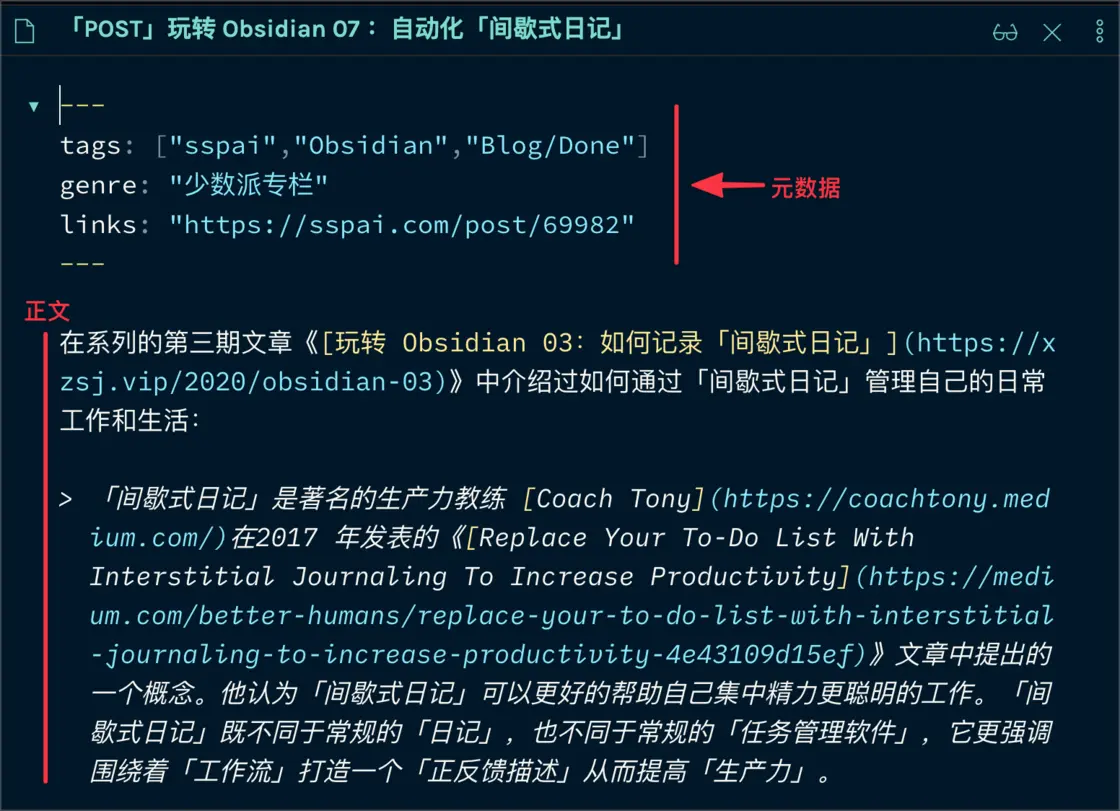 「POST」玩转 Obsidian 07： 自动化「间歇式日记」
---
tags: ["sspai","Obsidian","Blog/Done"]
genre: "少数派专栏"
links: "https://sspai.com/post/69982"
---
元数据
正文
在系列的第三期文章《[玩转 Obsidian 03：如何记录「间歇式日记」](https://x
zsj.vip/2020/obsidian-03)》中介绍过如何通过「间歇式日记」管理自己的日常
工作和生活：
> 「间歇式日记」是著名的生产力教练 [Coach Tony](https://coachtony.med
ium.com/)在2017 年发表的《[Replace Your To-Do List With
Interstitial Journaling To Increase Productivity](https://medi
um.com/better-humans/replace-your-to-do-list-with-interstitial
-journaling-to-increase-productivity-4e43109d15ef)》文章中提出的
一个概念。他认为「间歇式日记」可以更好的帮助自己集中精力更聪明的工作。「间
歇式日记」既不同于常规的「日记」，也不同于常规的「任务管理软件」，它更强调
围绕着「工作流」打造一个「正反馈描述」从而提高「生产力」。